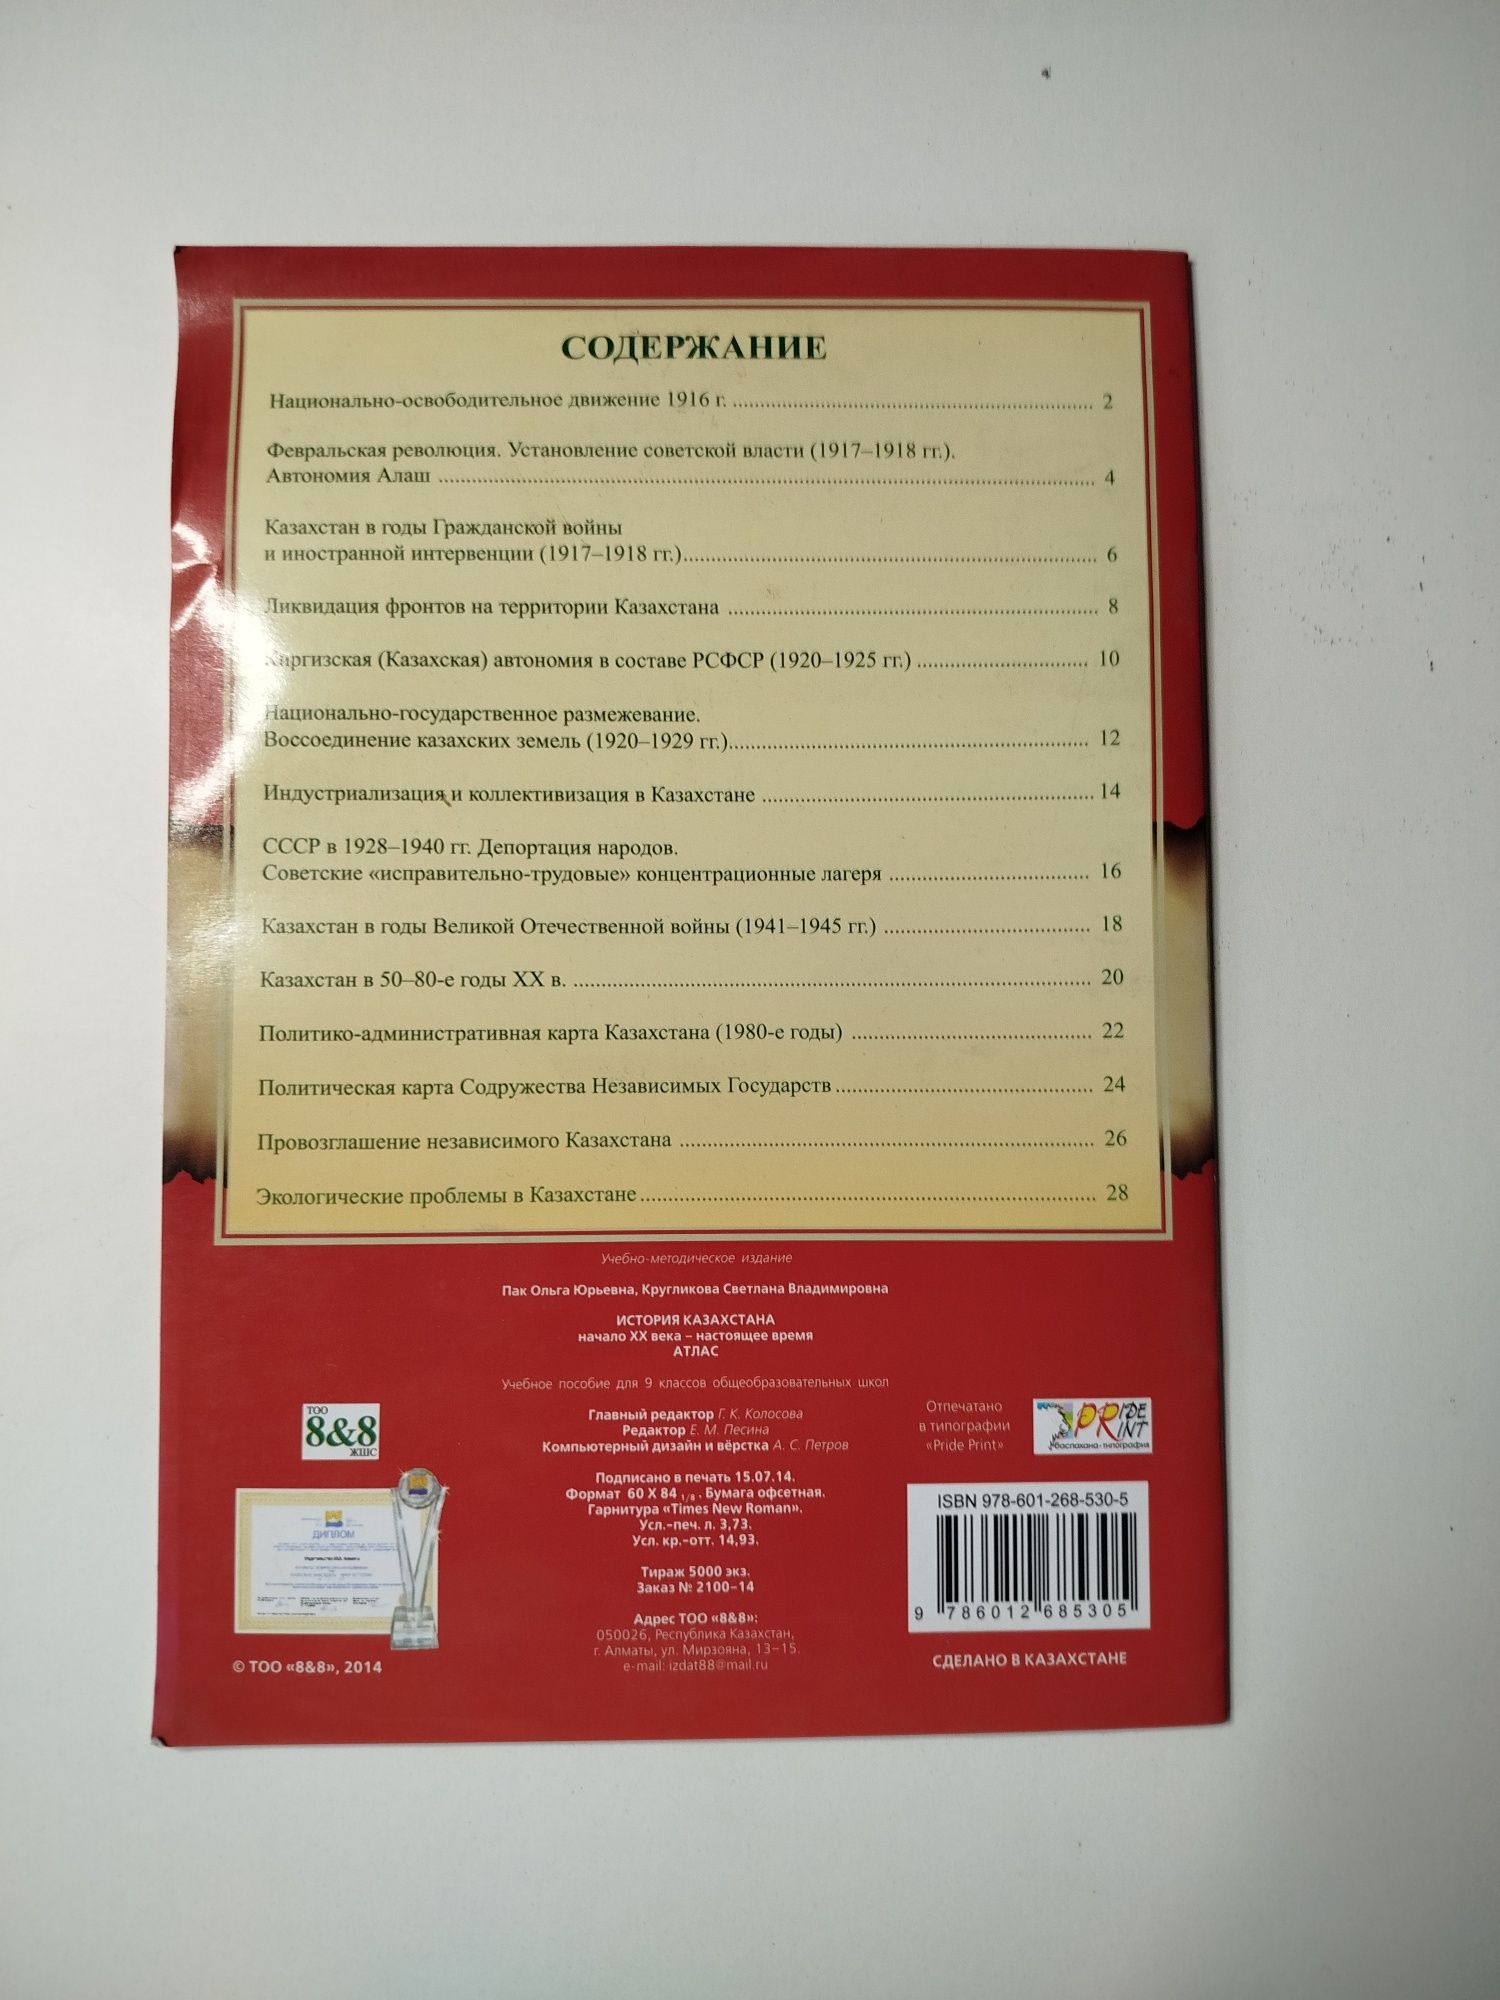 СОДЕРЖАНИЕ
Национально-освободительное движение 1916 г. 2
Февральская революция. Установление советской власти (1917–1918 гг.).
Автономия Алаш 4
Казахстан в годы Гражданской войны
и иностранной интервенции (1917–1918 гг.) 6
Ликвидация фронтов на территории Казахстана 8
Киргизская (Казахская) автономия в составе РСФСР (1920–1925 гг.) 10
Национально-государственное размежевание.
Воссоединение казахских земель (1920–1929 гг.) 12
Индустриализация и коллективизация в Казахстане 14
СССР в 1928–1940 гг. Депортация народов.
Советские «исправительно-трудовые» концентрационные лагеря 16
Казахстан в годы Великой Отечественной войны (1941–1945 гг.) 18
Казахстан в 50–80-е годы XX в. 20
Политико-административная карта Казахстана (1980-е годы) 22
Политическая карта Содружества Независимых Государств 24
Провозглашение независимого Казахстана 26
Экологические проблемы в Казахстане 28
Учебно-методическое издание
Пак Ольга Юрьевна, Кругликова Светлана Владимировна
ИСТОРИЯ КАЗАХСТАНА
начало XX века – настоящее время
АТЛАС
Учебное пособие для 9 классов общеобразовательных школ
Главный редактор Г. К. Колосова
Редактор Е. М. Песина
Компьютерный дизайн и вёрстка А. С. Петров
Подписано в печать 15.07.14.
Формат 60 X 84 1/8. Бумага офсетная.
Гарнитура «Times New Roman».
Усл.-печ. л. 3,73.
Усл. кр.-отт. 14,93.
Тираж 5000 экз.
Заказ № 2100-14
Адрес ТОО «8&8»:
050026, Республика Казахстан,
г. Алматы, ул. Мирзояна, 13-15.
e-mail: izdat88@mail.ru
ТОО
8&8
ЖШС
ДИПЛОМ
© ТОО «8&8», 2014
Отпечатано
в типографии
«Pride Print»
PRIDE
PRINT
баспахана-типография
ISBN 978-601-268-530-5
9 786012 685305
СДЕЛАНО В КАЗАХСТАНЕ